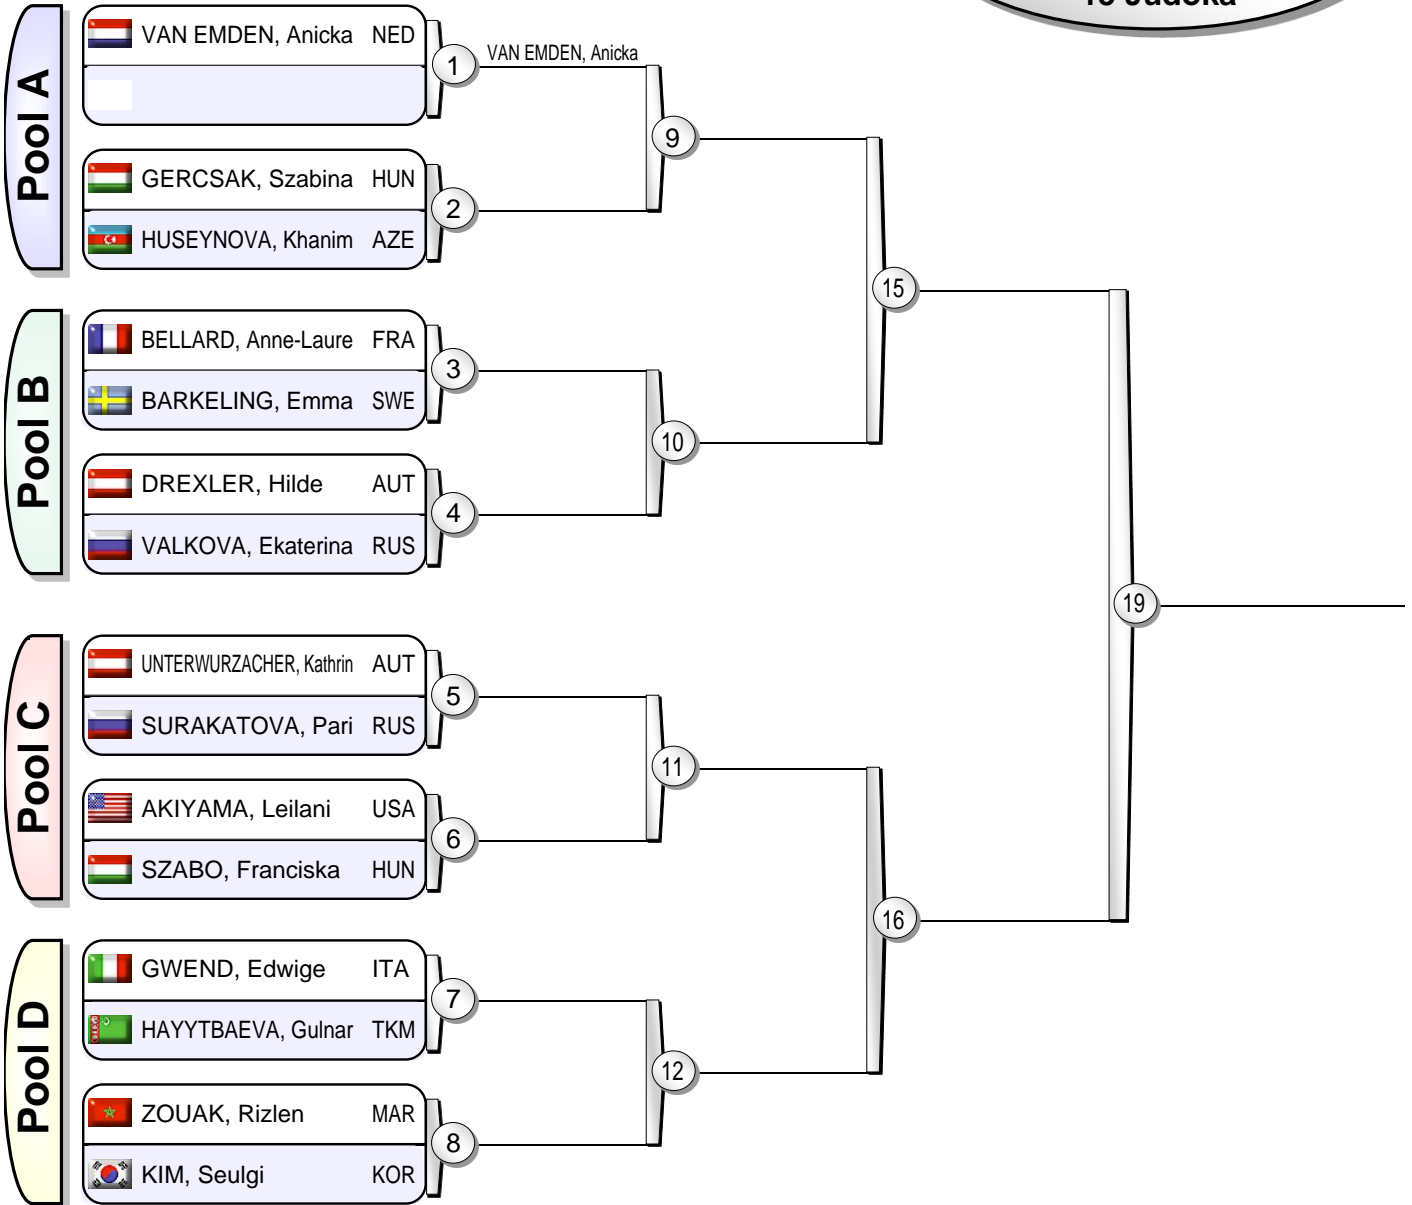 15 Judoka
Pool A
VAN EMDEN, Anicka NED
1
VAN EMDEN, Anicka
9
GERCSAK, Szabina HUN
2
HUSEYNOVA, Khanim AZE
15
Pool B
BELLARD, Anne-Laure FRA
3
BARKELING, Emma SWE
10
DREXLER, Hilde AUT
4
VALKOVA, Ekaterina RUS
19
Pool C
UNTERWURZACHER, Kathrin AUT
5
SURAKATOVA, Pari RUS
11
AKIYAMA, Leilani USA
6
SZABO, Franciska HUN
16
Pool D
GWEND, Edwige ITA
7
HAYYTBAEVA, Gulnar TKM
12
ZOUAK, Rizlen MAR
8
KIM, Seulgi KOR